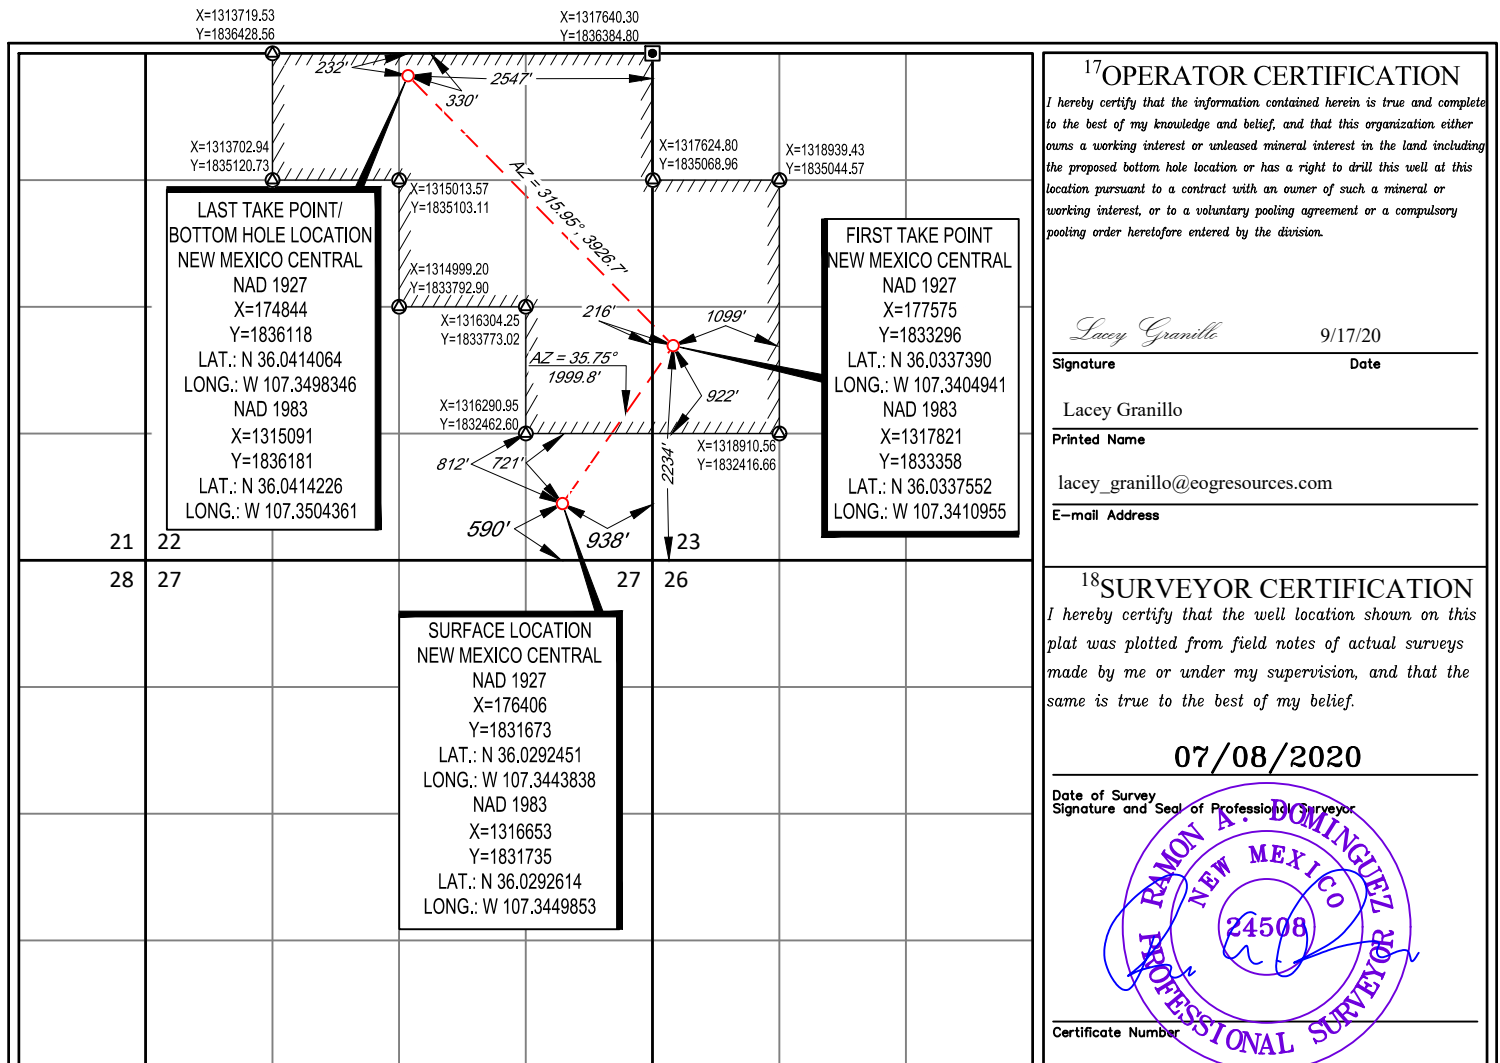 X=1313719.53
Y=1836428.56
X=1317640.30
Y=1836384.80
232'
2547'
330'
X=1313702.94
Y=1835120.73
X=1317624.80
Y=1835068.96
X=1318939.43
Y=1835044.57
X=1315013.57
Y=1835103.11
AZ = 315.95°, 3926.7'
LAST TAKE POINT/
BOTTOM HOLE LOCATION
NEW MEXICO CENTRAL
NAD 1927
X=174844
Y=1836118
LAT.: N 36.0414064
LONG.: W 107.3498346
NAD 1983
X=1315091
Y=1836181
LAT.: N 36.0414226
LONG.: W 107.3504361
X=1314999.20
Y=1833792.90
X=1316304.25
Y=1833773.02
216'
1099'
AZ = 35.75°
1999.8'
922'
FIRST TAKE POINT
NEW MEXICO CENTRAL
NAD 1927
X=177575
Y=1833296
LAT.: N 36.0337390
LONG.: W 107.3404941
NAD 1983
X=1317821
Y=1833358
LAT.: N 36.0337552
LONG.: W 107.3410955
X=1316290.95
Y=1832462.60
X=1318910.56
Y=1832416.66
812'
721'
2234'
590'
938'
21 22
23
28 27
27 26
SURFACE LOCATION
NEW MEXICO CENTRAL
NAD 1927
X=176406
Y=1831673
LAT.: N 36.0292451
LONG.: W 107.3443838
NAD 1983
X=1316653
Y=1831735
LAT.: N 36.0292614
LONG.: W 107.3449853
17 OPERATOR CERTIFICATION
I hereby certify that the information contained herein is true and complete
to the best of my knowledge and belief, and that this organization either
owns a working interest or unleased mineral interest in the land including
the proposed bottom hole location or has a right to drill this well at this
location pursuant to a contract with an owner of such a mineral or
working interest, or to a voluntary pooling agreement or a compulsory
pooling order heretofore entered by the division.
Lacey Granillo 9/17/20
Signature Date
Lacey Granillo
Printed Name
lacey_granillo@eogresources.com
E-mail Address
18 SURVEYOR CERTIFICATION
I hereby certify that the well location shown on this
plat was plotted from field notes of actual surveys
made by me or under my supervision, and that the
same is true to the best of my belief.
07/08/2020
Date of Survey
Signature and Seal of Professional Surveyor
RAMON A. DOMINGUEZ
NEW MEXICO
24508
PROFESSIONAL SURVEYOR
Certificate Number